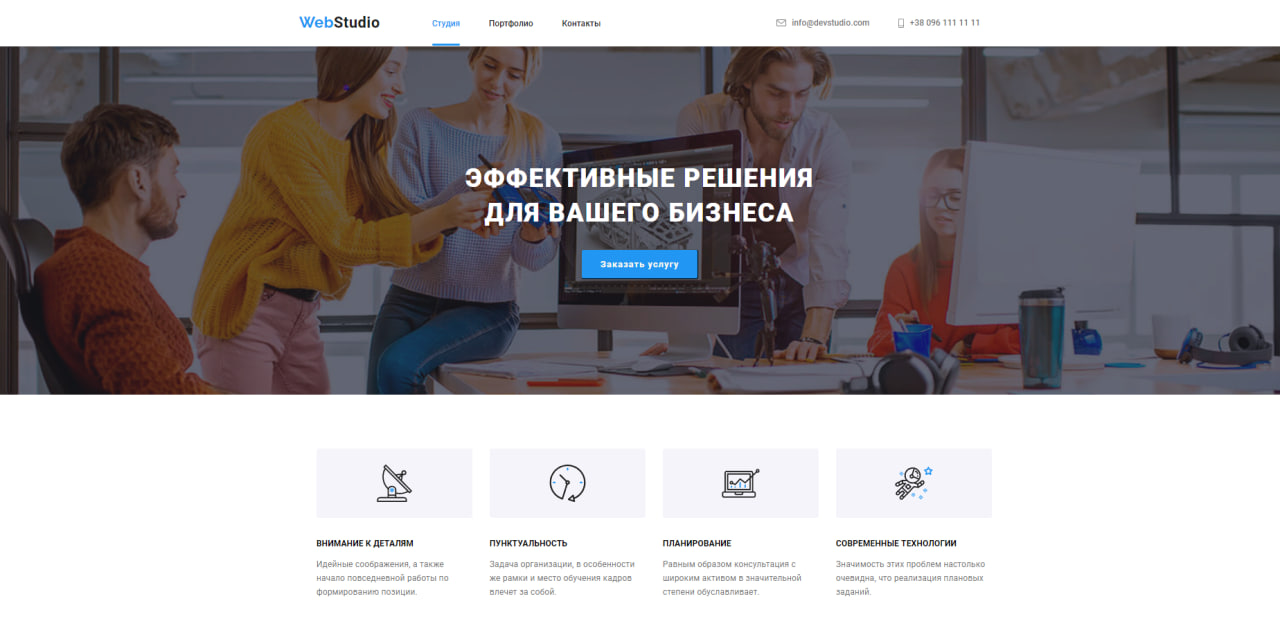 WebStudio Студия Портфолио Контакты info@devstudio.com +38 096 111 11 11
ЭФФЕКТИВНЫЕ РЕШЕНИЯ
ДЛЯ ВАШЕГО БИЗНЕСА
Заказать услугу
ВНИМАНИЕ К ДЕТАЛЯМ
Идейные соображения, а также
начало повседневной работы по
формированию позиции.
ПУНКТУАЛЬНОСТЬ
Задача организации, в особенности
же рамки и место обучения кадров
влечет за собой.
ПЛАНИРОВАНИЕ
Равным образом консультация с
широким активом в значительной
степени обуславливает.
СОВРЕМЕННЫЕ ТЕХНОЛОГИИ
Значимость этих проблем настолько
очевидна, что реализация плановых
заданий.